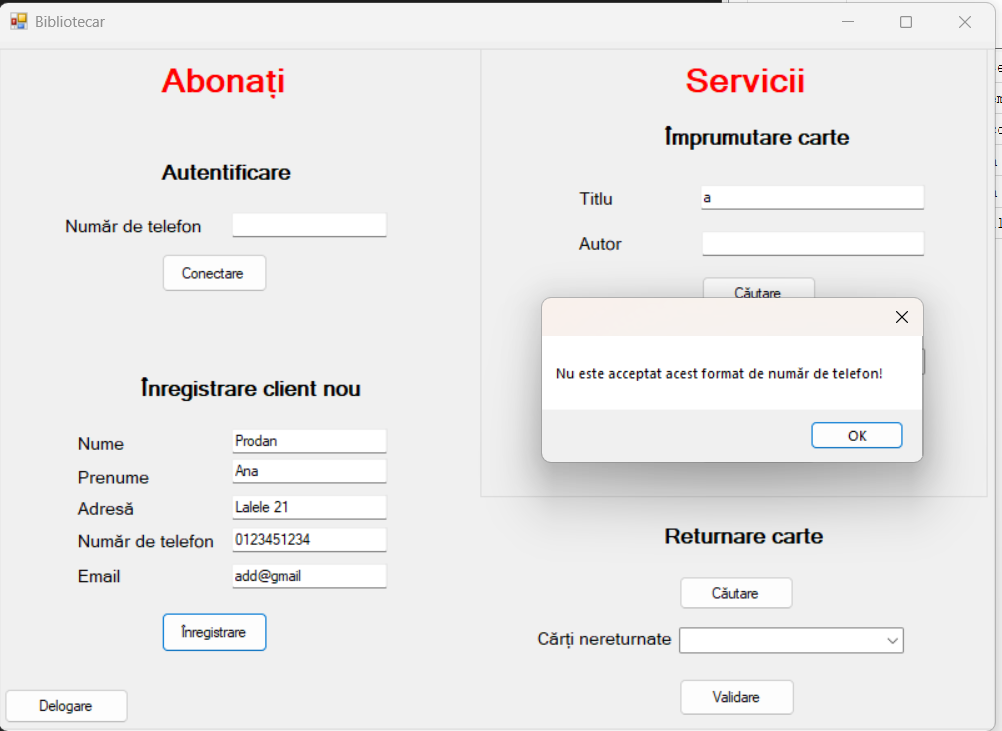 Bibliotecar
Abonați
Autentificare
Număr de telefon
Conectare
Înregistrare client nou
Nume Prodan
Prenume Ana
Adresă Lalele 21
Număr de telefon 0123451234
Email add@gmail
Înregistrare
Delogare
Servicii
Împrumutare carte
Titlu a
Autor
Căutare
Nu este acceptat acest format de număr de telefon!
OK
Returnare carte
Căutare
Cărți nereturnate
Validare